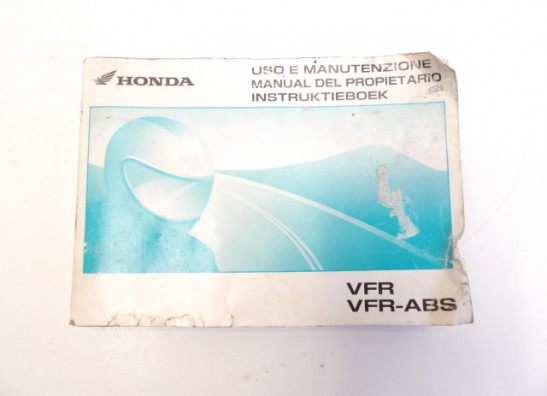 HONDA
USO E MANUTENZIONE
MANUAL DEL PROPIETARIO
INSTRUKTIEBOEK
VFR
VFR-ABS